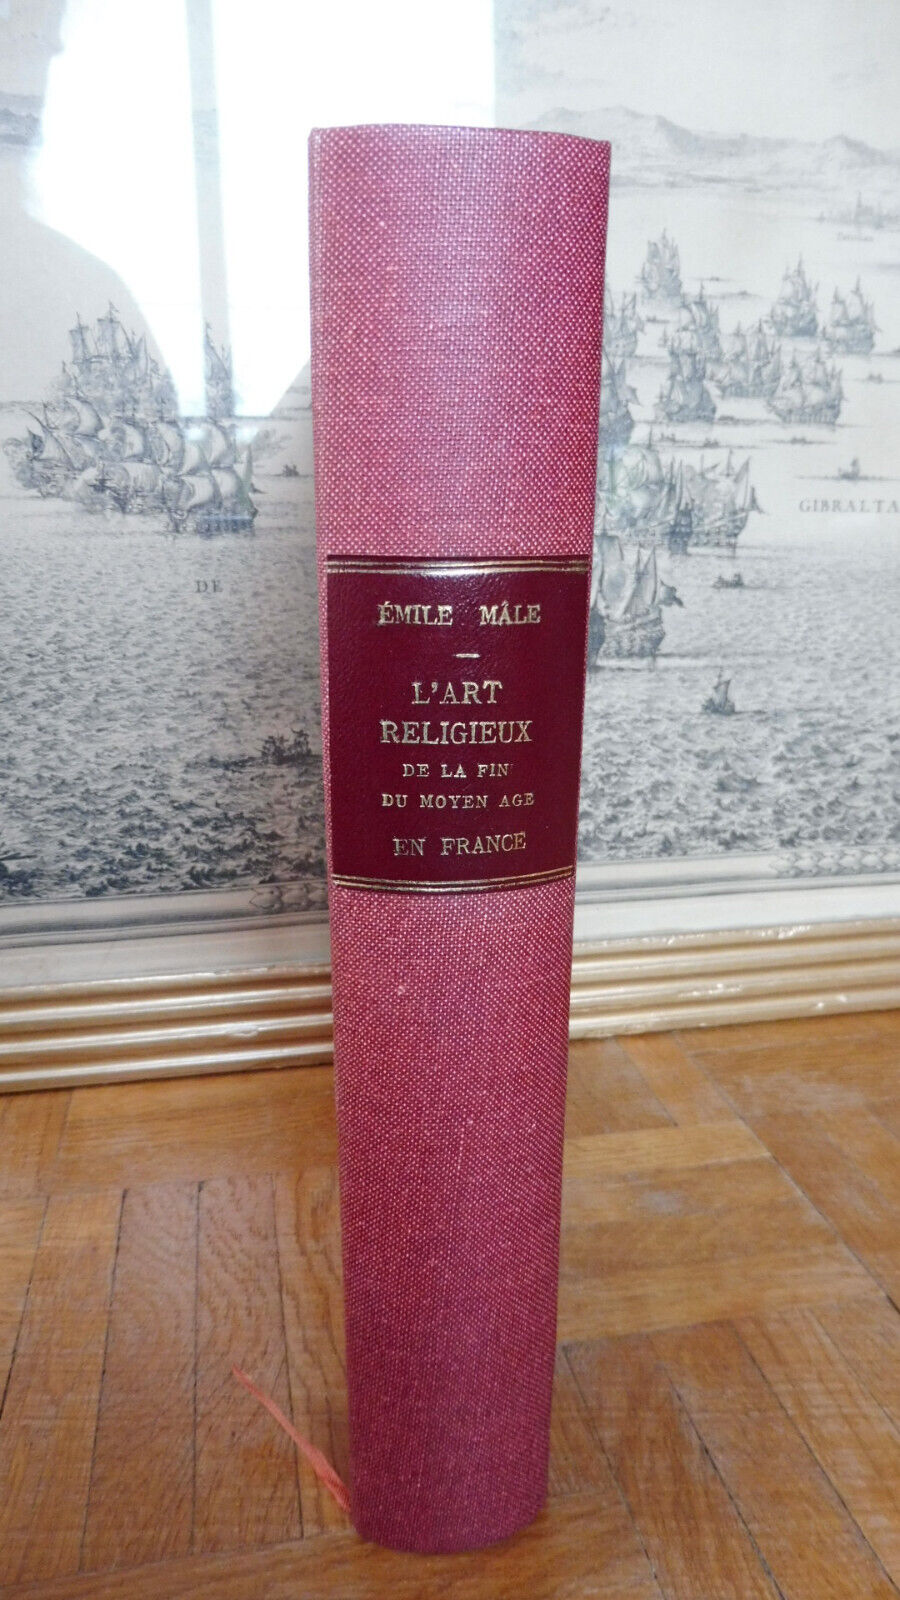 ÉMILE MÂLE
L'ART
RELIGIEUX
DE LA FIN
DU MOYEN AGE
EN FRANCE
DE
GIBRALTA